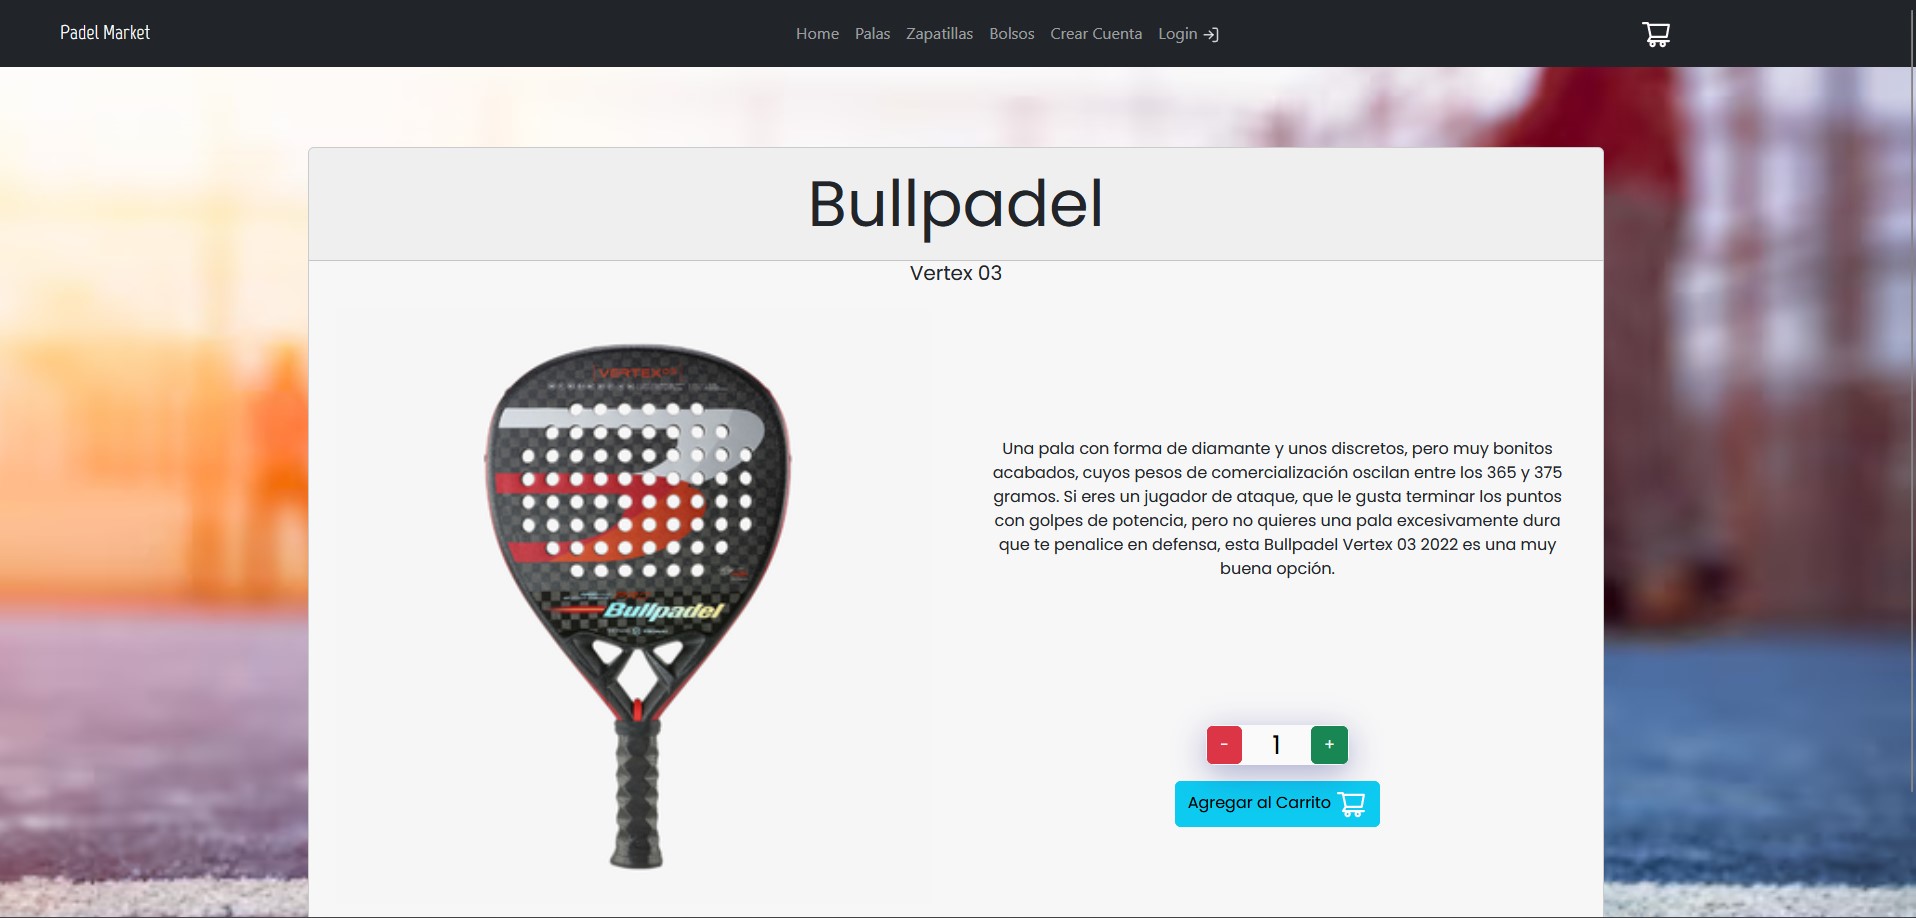 Padel Market
Home Palas Zapatillas Bolsos Crear Cuenta Login
Bullpadel
Vertex 03
VERTEX03
Bullpadel
Una pala con forma de diamante y unos discretos, pero muy bonitos
acabados, cuyos pesos de comercialización oscilan entre los 365 y 375
gramos. Si eres un jugador de ataque, que le gusta terminar los puntos
con golpes de potencia, pero no quieres una pala excesivamente dura
que te penalice en defensa, esta Bullpadel Vertex 03 2022 es una muy
buena opción.
- 1 +
Agregar al Carrito